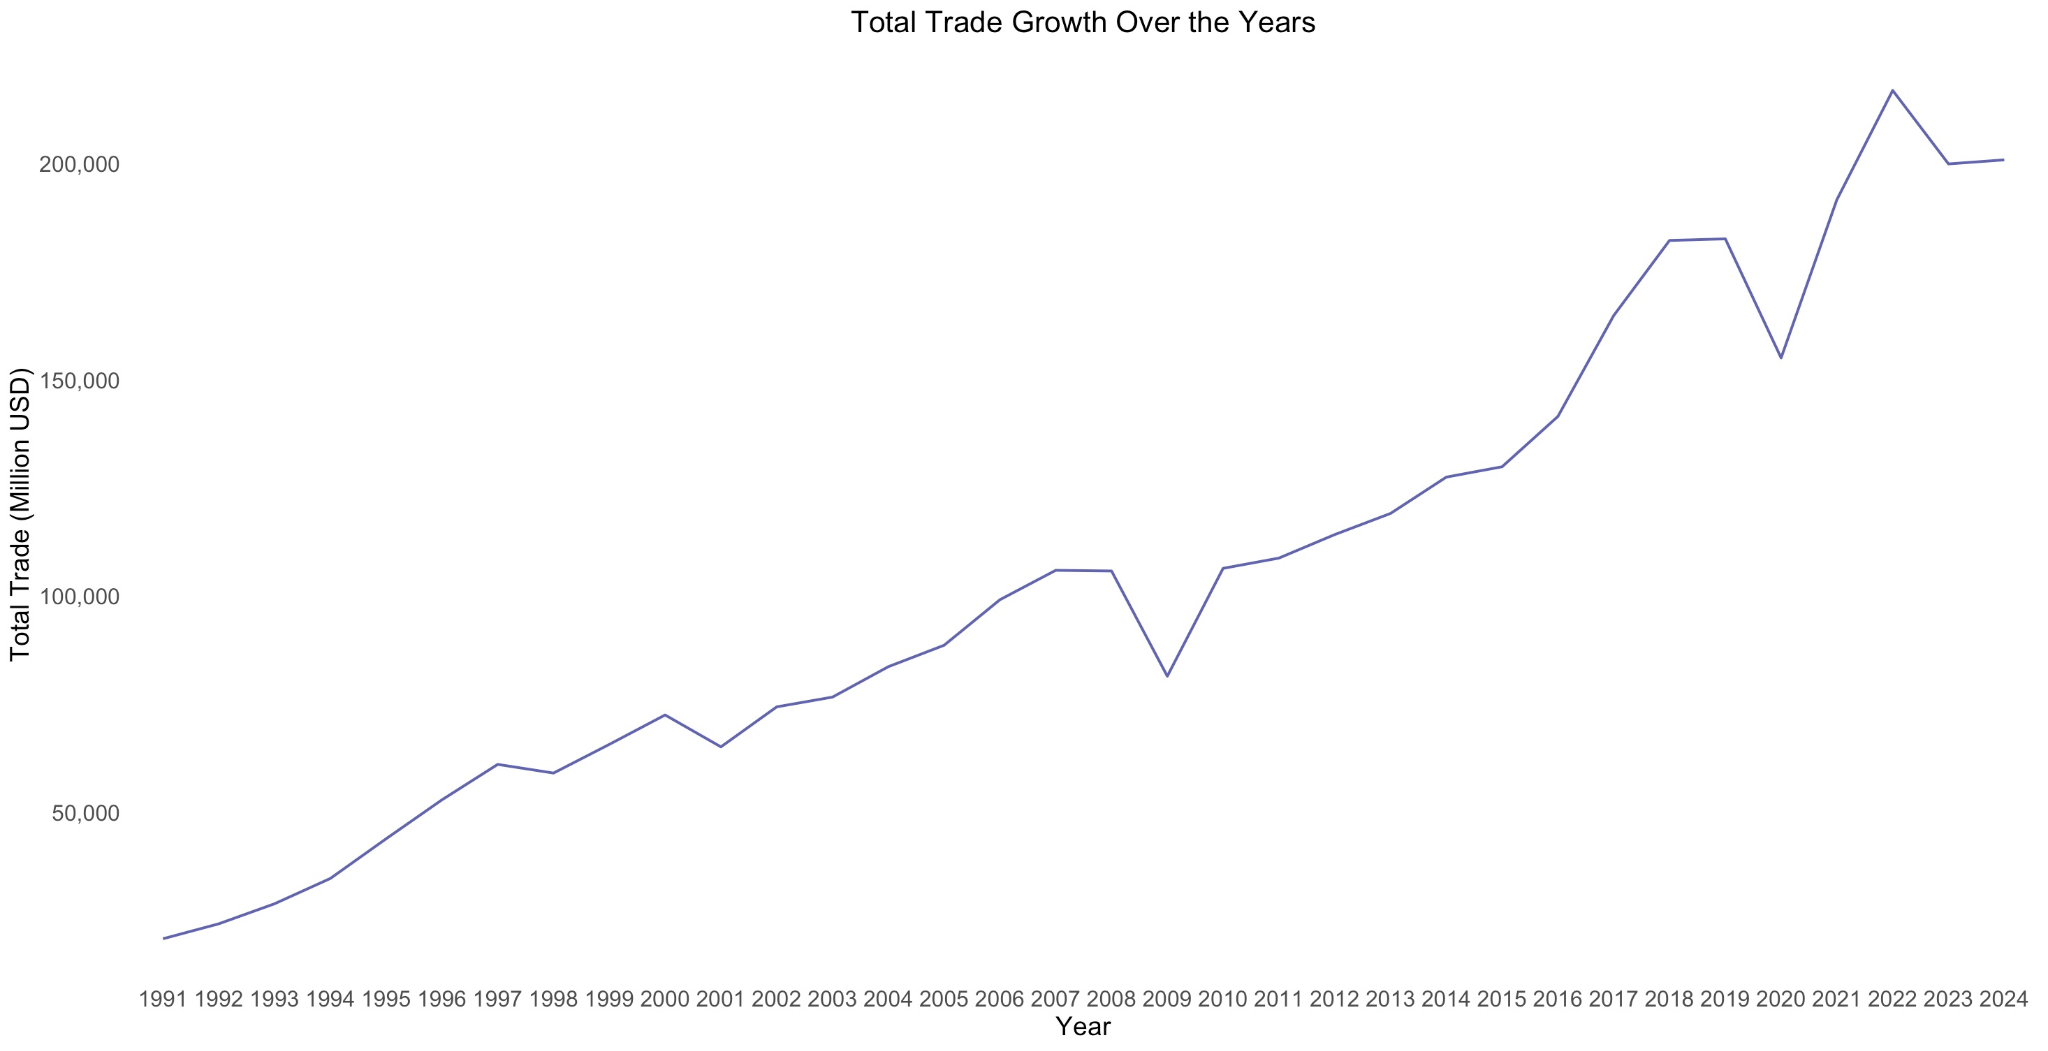 Total Trade Growth Over the Years
Total Trade (Million USD)
200,000
150,000
100,000
50,000
1991 1992 1993 1994 1995 1996 1997 1998 1999 2000 2001 2002 2003 2004 2005 2006 2007 2008 2009 2010 2011 2012 2013 2014 2015 2016 2017 2018 2019 2020 2021 2022 2023 2024
Year